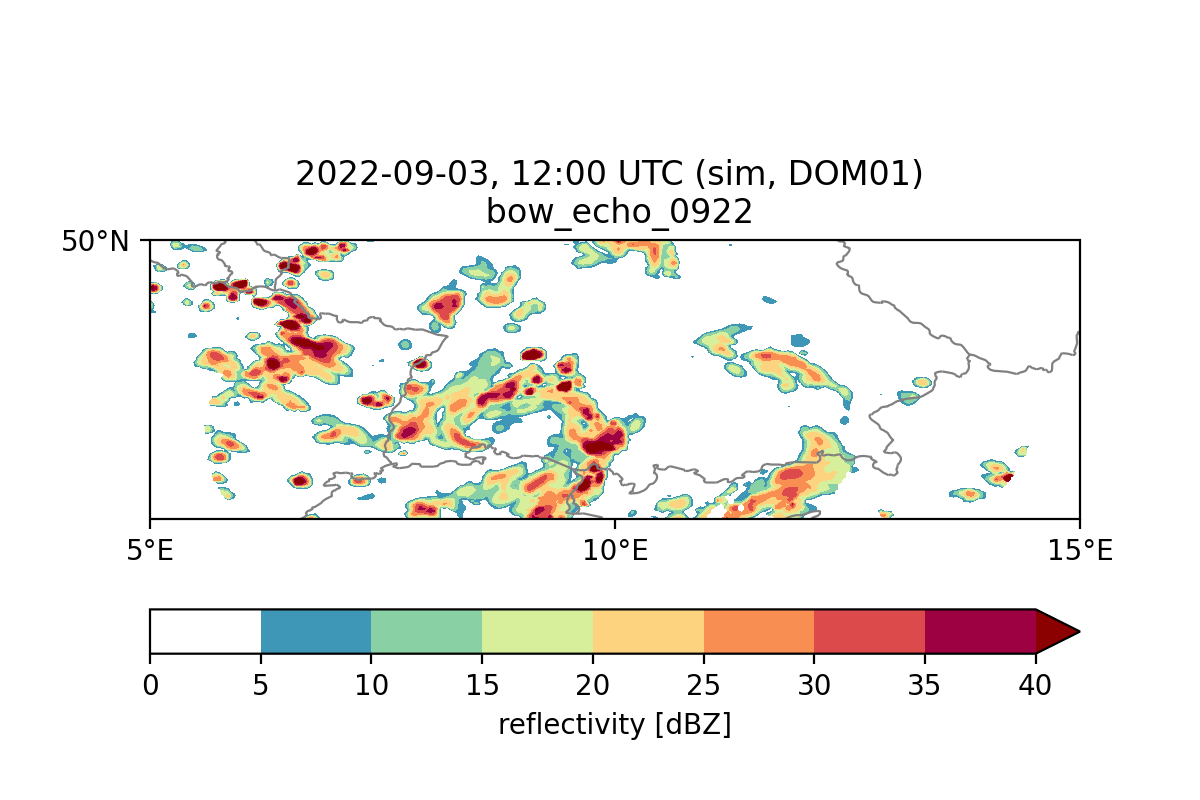 2022-09-03, 12:00 UTC (sim, DOM01)
bow_echo_0922
50°N
5°E 10°E 15°E
0 5 10 15 20 25 30 35 40
reflectivity [dBZ]